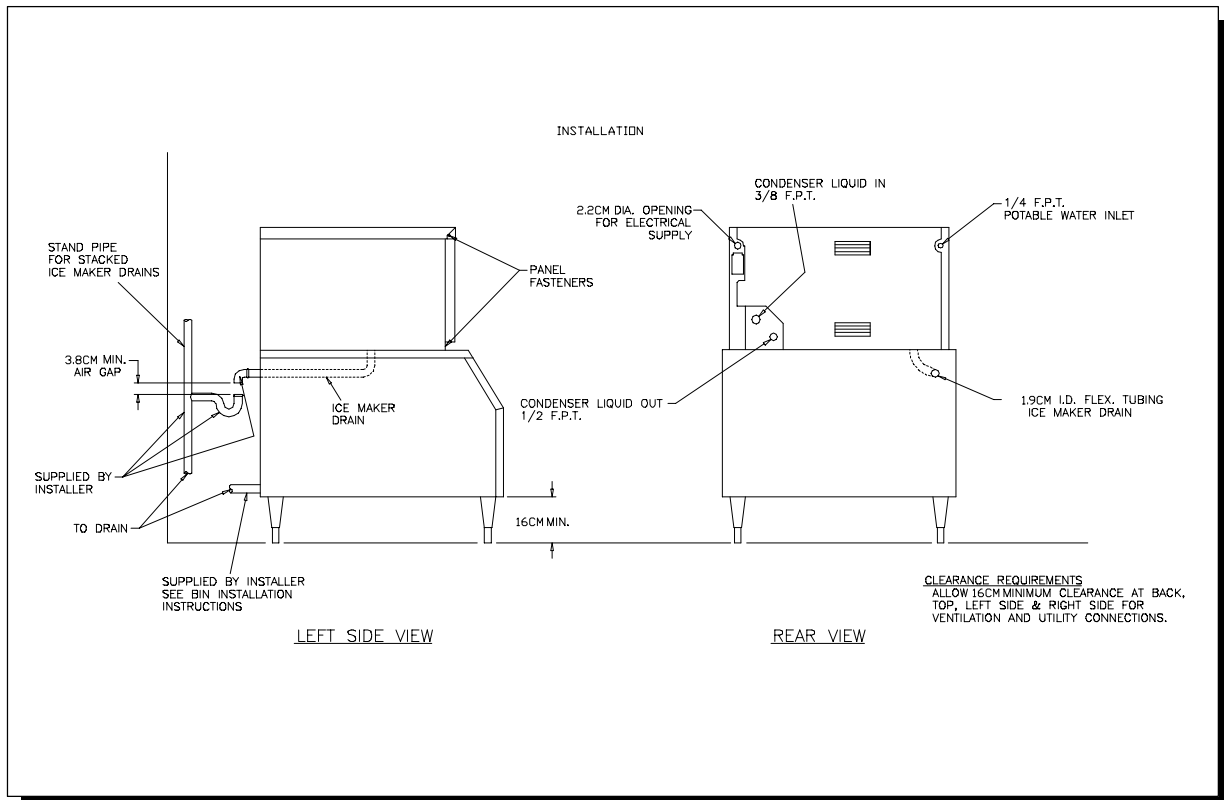 INSTALLATION
STAND PIPE
FOR STACKED
ICE MAKER DRAINS
3.8CM MIN.
AIR GAP
SUPPLIED BY
INSTALLER
TO DRAIN
SUPPLIED BY INSTALLER
SEE BIN INSTALLATION
INSTRUCTIONS
ICE MAKER
DRAIN
PANEL
FASTENERS
16CM MIN.
LEFT SIDE VIEW
CONDENSER LIQUID IN
3/8 F.P.T.
2.2CM DIA. OPENING
FOR ELECTRICAL
SUPPLY
1/4 F.P.T.
POTABLE WATER INLET
CONDENSER LIQUID OUT
1/2 F.P.T.
1.9CM I.D. FLEX. TUBING
ICE MAKER DRAIN
REAR VIEW
CLEARANCE REQUIREMENTS
ALLOW 16CM MINIMUM CLEARANCE AT BACK,
TOP, LEFT SIDE & RIGHT SIDE FOR
VENTILATION AND UTILITY CONNECTIONS.